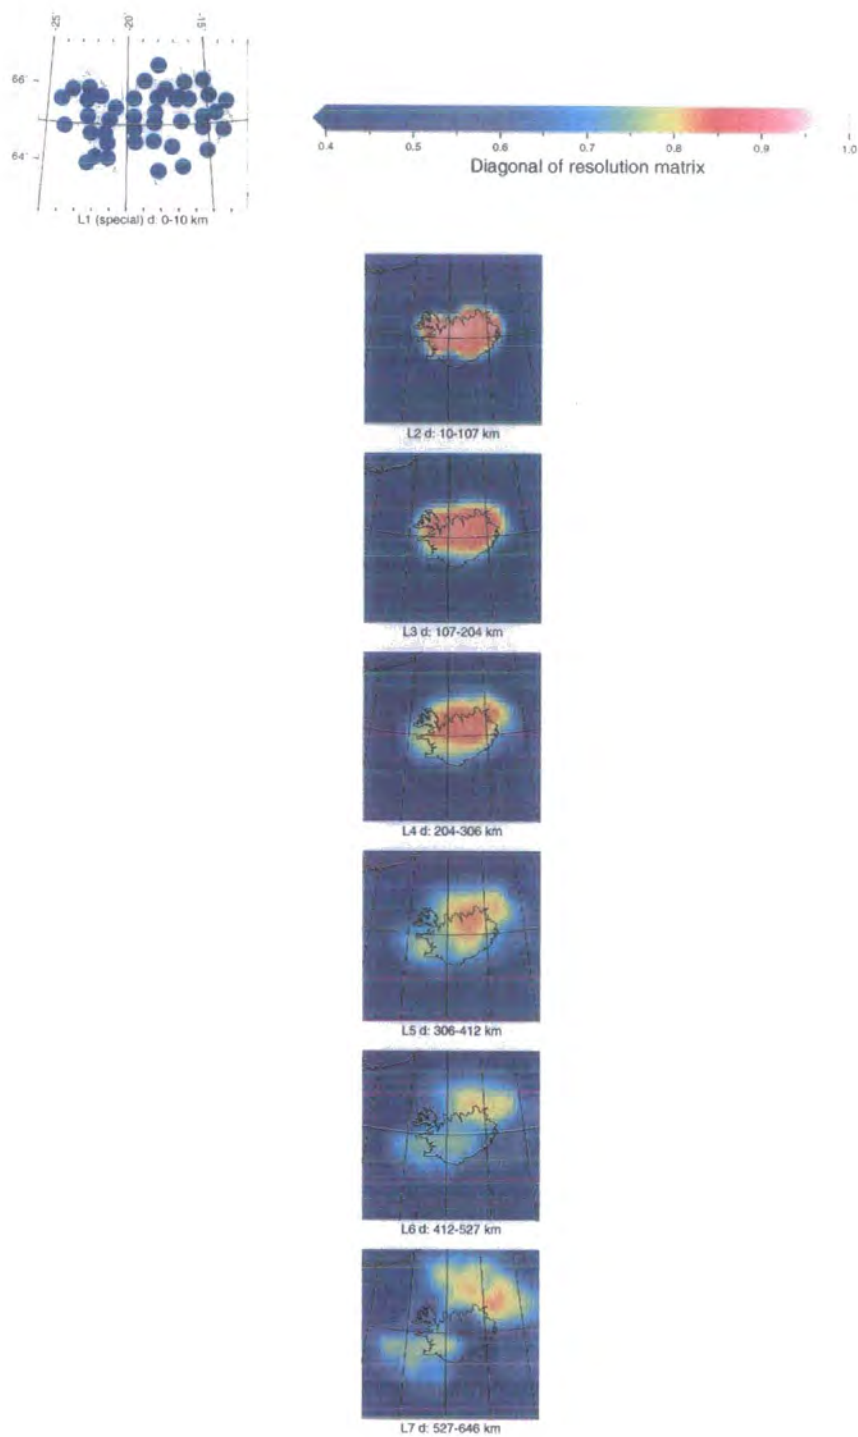 -25° -20° -15°
66°
64°
L1 (special) d: 0-10 km
0.4 0.5 0.6 0.7 0.8 0.9 1.0
Diagonal of resolution matrix
L2 d: 10-107 km
L3 d: 107-204 km
L4 d: 204-306 km
L5 d: 306-412 km
L6 d: 412-527 km
L7 d: 527-646 km